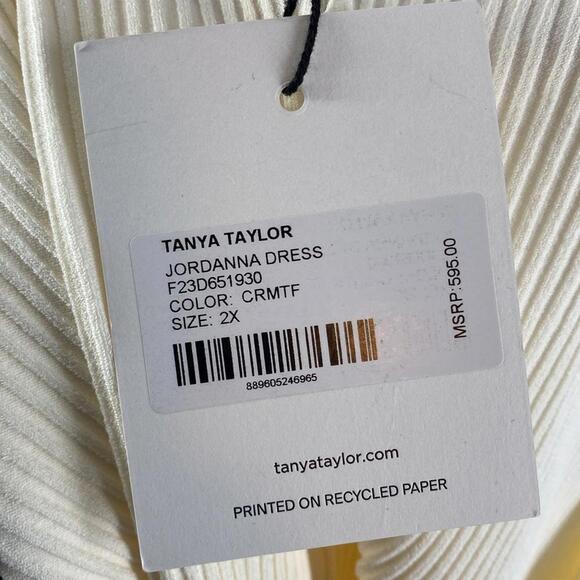 TANYA TAYLOR
JORDANNA DRESS
F23D651930
COLOR: CRMTF
SIZE: 2X
MSRP: 595.00
889605246965
tanyataylor.com
PRINTED ON RECYCLED PAPER